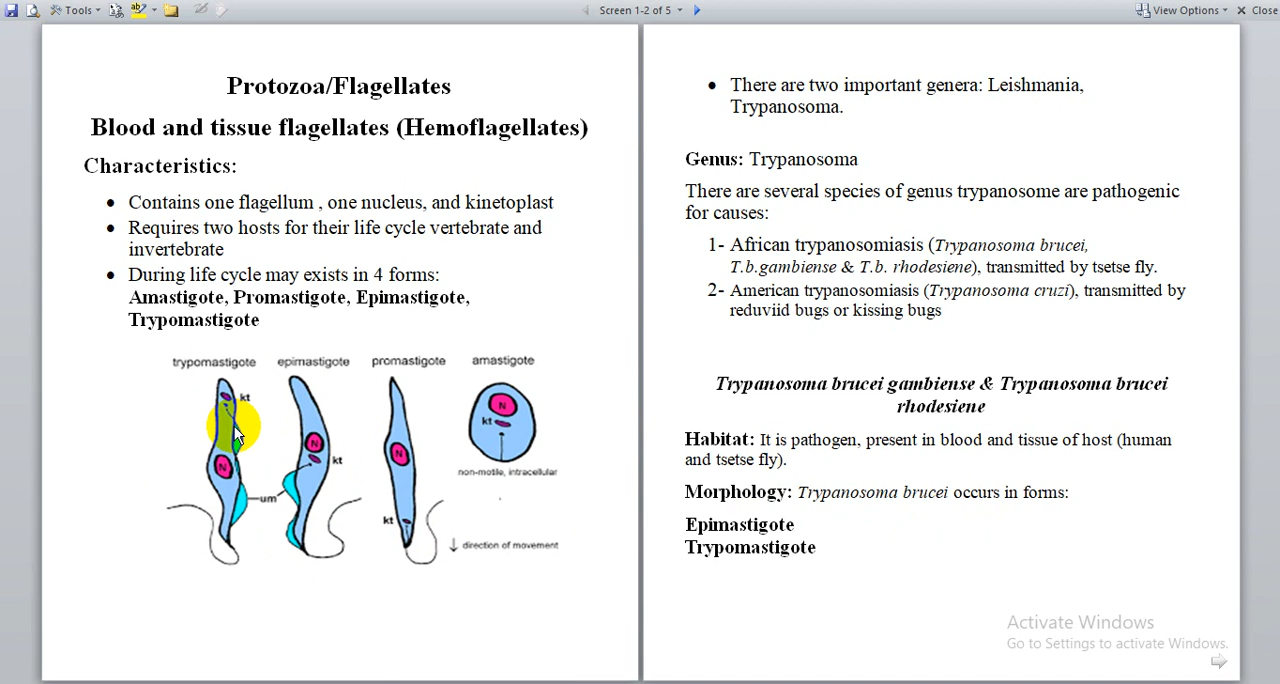 Tools
Screen 1-2 of 5
View Options
Close
Protozoa/Flagellates
Blood and tissue flagellates (Hemoflagellates)
Characteristics:
• Contains one flagellum , one nucleus, and kinetoplast
• Requires two hosts for their life cycle vertebrate and
invertebrate
• During life cycle may exists in 4 forms:
Amastigote, Promastigote, Epimastigote,
Trypomastigote
trypomastigote epimastigote promastigote amastigote
kt
N
um
N
kt
N
kt
N
kt
non-motile, intracellular
direction of movement
• There are two important genera: Leishmania,
Trypanosoma.
Genus: Trypanosoma
There are several species of genus trypanosome are pathogenic
for causes:
1- African trypanosomiasis (Trypanosoma brucei,
T.b.gambiense & T.b. rhodesiene), transmitted by tsetse fly.
2- American trypanosomiasis (Trypanosoma cruzi), transmitted by
reduviid bugs or kissing bugs
Trypanosoma brucei gambiense & Trypanosoma brucei
rhodesiene
Habitat: It is pathogen, present in blood and tissue of host (human
and tsetse fly).
Morphology: Trypanosoma brucei occurs in forms:
Epimastigote
Trypomastigote
Activate Windows
Go to Settings to activate Windows.